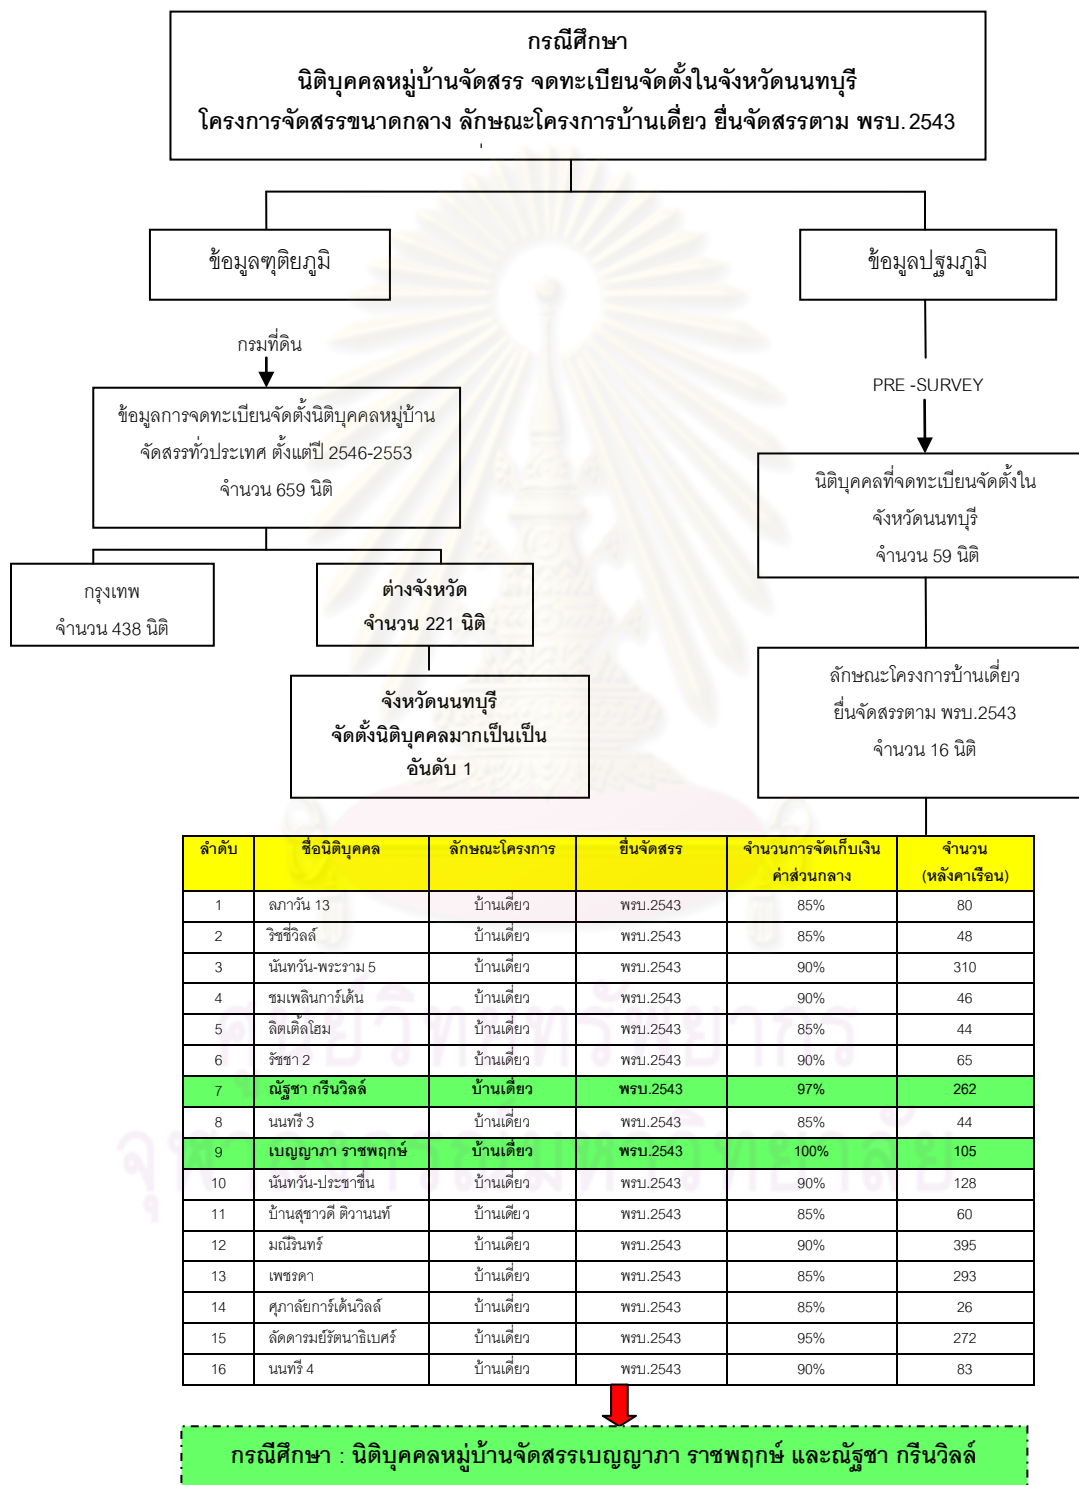 กรณีศึกษา
นิติบุคคลหมู่บ้านจัดสรร จดทะเบียนจัดตั้งในจังหวัดนนทบุรี
โครงการจัดสรรขนาดกลาง ลักษณะโครงการบ้านเดี่ยว ยื่นจัดสรรตาม พรบ.2543
ข้อมูลฑุติยภูมิ
ข้อมูลปฐมภูมิ
กรมที่ดิน
PRE -SURVEY
ข้อมูลการจดทะเบียนจัดตั้งนิติบุคคลหมู่บ้าน
จัดสรรทั่วประเทศ ตั้งแต่ปี 2546-2553
จำนวน 659 นิติ
นิติบุคคลที่จดทะเบียนจัดตั้งใน
จังหวัดนนทบุรี
จำนวน 59 นิติ
กรุงเทพ
จำนวน 438 นิติ
ต่างจังหวัด
จำนวน 221 นิติ
ลักษณะโครงการบ้านเดี่ยว
ยื่นจัดสรรตาม พรบ.2543
จำนวน 16 นิติ
จังหวัดนนทบุรี
จัดตั้งนิติบุคคลมากเป็นเป็น
อันดับ 1
ลำดับ ชื่อนิติบุคคล ลักษณะโครงการ ยื่นจัดสรร จำนวนการจัดเก็บเงิน จำนวน
ค่าส่วนกลาง (หลังคาเรือน)
1 ลภาวัน 13 บ้านเดี่ยว พรบ.2543 85% 80
2 ริชชี่วิลล์ บ้านเดี่ยว พรบ.2543 85% 48
3 นันทวัน-พระราม 5 บ้านเดี่ยว พรบ.2543 90% 310
4 ชมเพลินการ์เด้น บ้านเดี่ยว พรบ.2543 90% 46
5 ลิตเติ้ลโฮม บ้านเดี่ยว พรบ.2543 85% 44
6 รัชชา 2 บ้านเดี่ยว พรบ.2543 90% 65
7 ณัฐชา กรีนวิลล์ บ้านเดี่ยว พรบ.2543 97% 262
8 นนทรี 3 บ้านเดี่ยว พรบ.2543 85% 44
9 เบญญาภา ราชพฤกษ์ บ้านเดี่ยว พรบ.2543 100% 105
10 นันทวัน-ประชาชื่น บ้านเดี่ยว พรบ.2543 90% 128
11 บ้านสุชาวดี ติวานนท์ บ้านเดี่ยว พรบ.2543 85% 60
12 มณีรินทร์ บ้านเดี่ยว พรบ.2543 90% 395
13 เพชรดา บ้านเดี่ยว พรบ.2543 85% 293
14 ศุภาลัยการ์เด้นวิลล์ บ้านเดี่ยว พรบ.2543 85% 26
15 ลัดดารมย์รัตนาธิเบศร์ บ้านเดี่ยว พรบ.2543 95% 272
16 นนทรี 4 บ้านเดี่ยว พรบ.2543 90% 83
ศูนย์วิทยทรัพยากร
จุฬาลงกรณ์มหาวิทยาลัย
กรณีศึกษา : นิติบุคคลหมู่บ้านจัดสรรเบญญาภา ราชพฤกษ์ และณัฐชา กรีนวิลล์